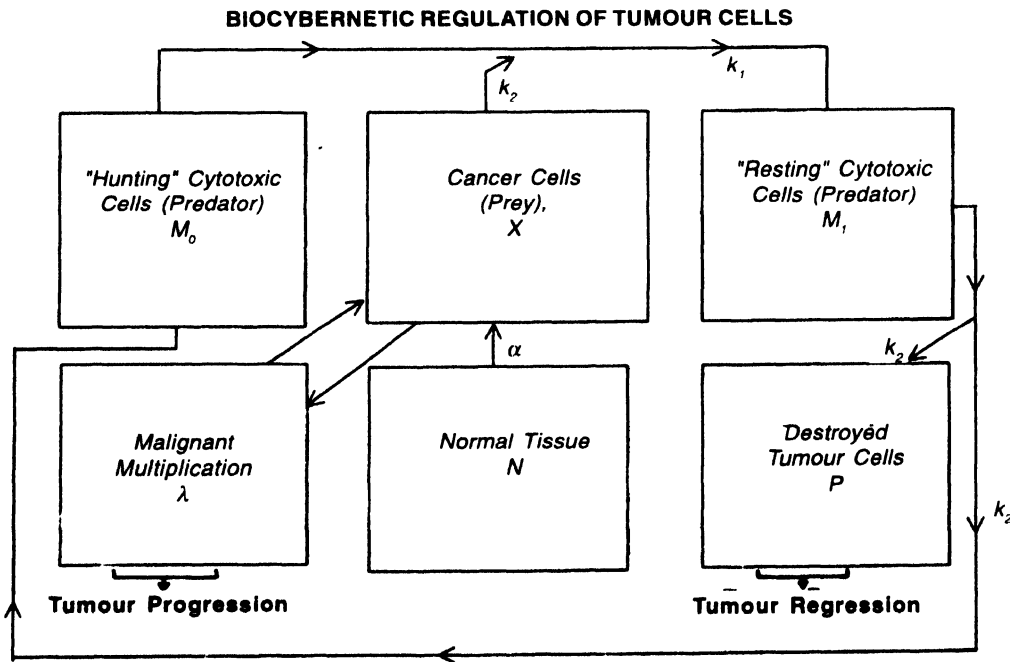 BIOCYBERNETIC REGULATION OF TUMOUR CELLS
k₁
k₂
"Hunting" Cytotoxic
Cells (Predator)
M₀
Cancer Cells
(Prey),
X
"Resting" Cytotoxic
Cells (Predator)
M₁
α
k₂
Malignant
Multiplication
λ
Normal Tissue
N
Destroyed
Tumour Cells
P
k₂
Tumour Progression
Tumour Regression